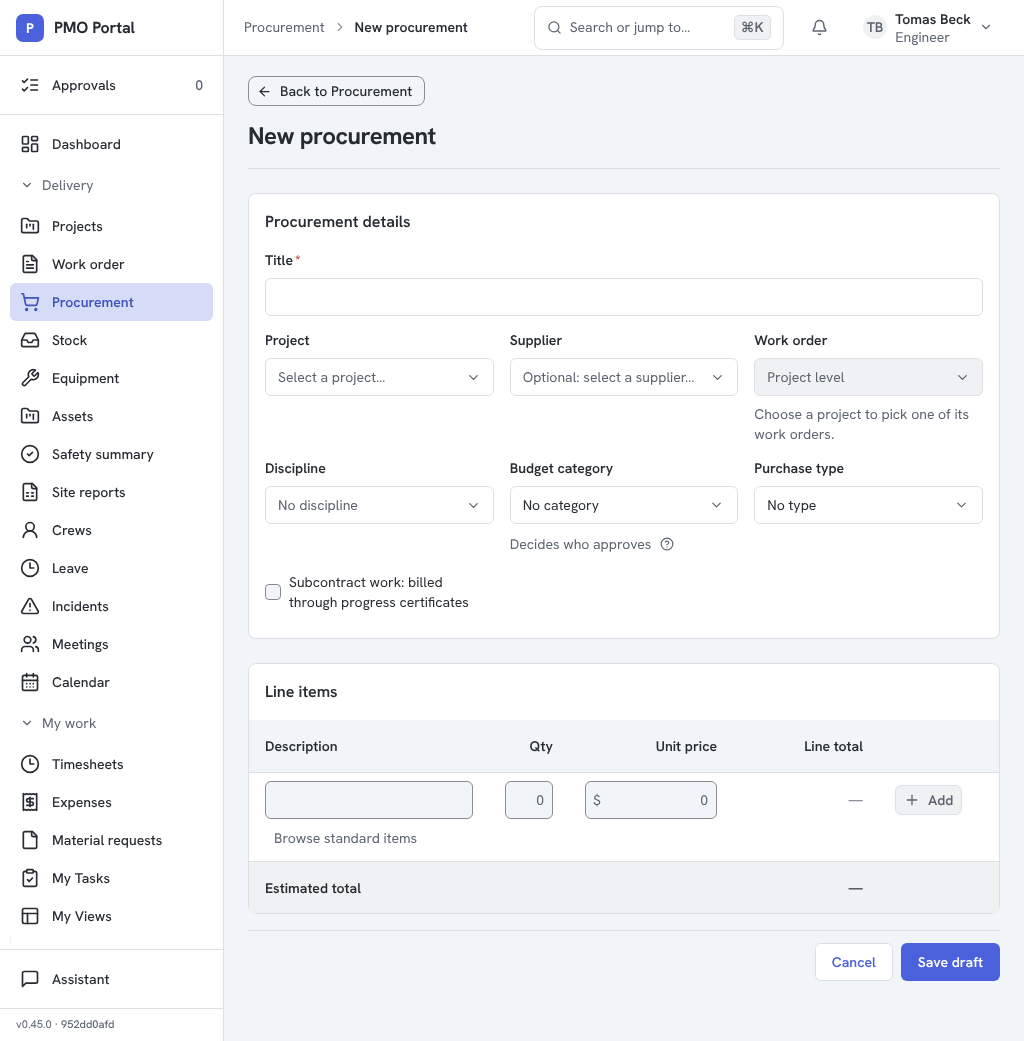 P PMO Portal
Procurement > New procurement
Search or jump to...
⌘K
TB
Tomas Beck
Engineer
Approvals 0
Dashboard
Delivery
Projects
Work order
Procurement
Stock
Equipment
Assets
Safety summary
Site reports
Crews
Leave
Incidents
Meetings
Calendar
My work
Timesheets
Expenses
Material requests
My Tasks
My Views
Assistant
v0.45.0 · 952dd0afd
Back to Procurement
New procurement
Procurement details
Title*
Project Supplier Work order
Select a project... Optional: select a supplier... Project level
Choose a project to pick one of its
work orders.
Discipline Budget category Purchase type
No discipline No category No type
Decides who approves
Subcontract work: billed
through progress certificates
Line items
Description Qty Unit price Line total
0 $ 0 — Add
Browse standard items
Estimated total —
Cancel Save draft